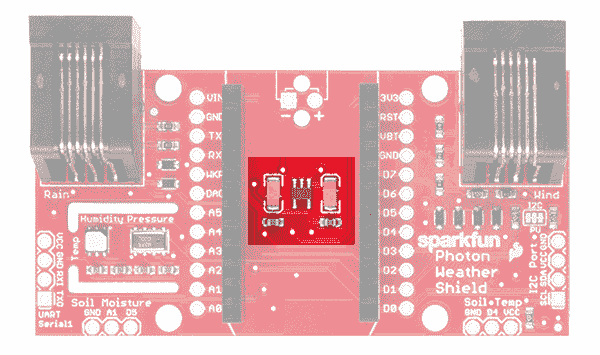 - +
VIN
GND
TX
RX
WKP
DAC
A5
A4
A3
A2
A1
A0
3V3
RST
VBT
GND
D7
D6
D5
D4
D3
D2
D1
D0
Rain
Humidity Pressure
Temp
VCC GND RXI TXO
UART
Serial1
Soil Moisture
GND A1 D5
Wind
I2C
PU
sparkfun
Photon
Weather
Shield
I2C Port
SCL SDA VCC GND
Soil Temp
GND D4 VCC